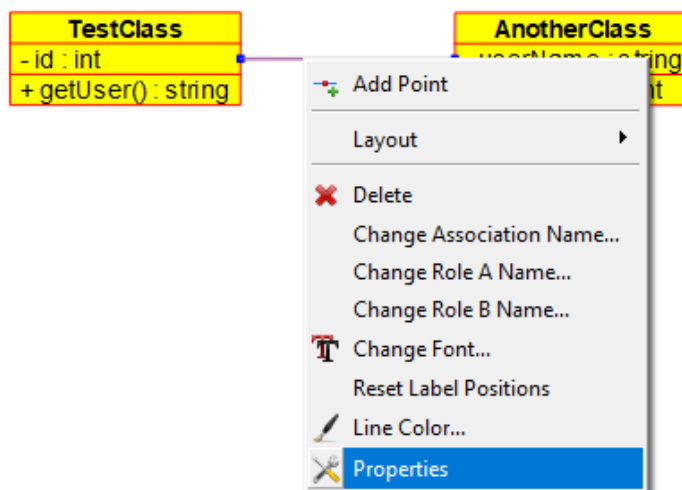 TestClass
- id : int
+ getUser() : string
AnotherClass
Add Point
Layout
Delete
Change Association Name...
Change Role A Name...
Change Role B Name...
Change Font...
Reset Label Positions
Line Color...
Properties